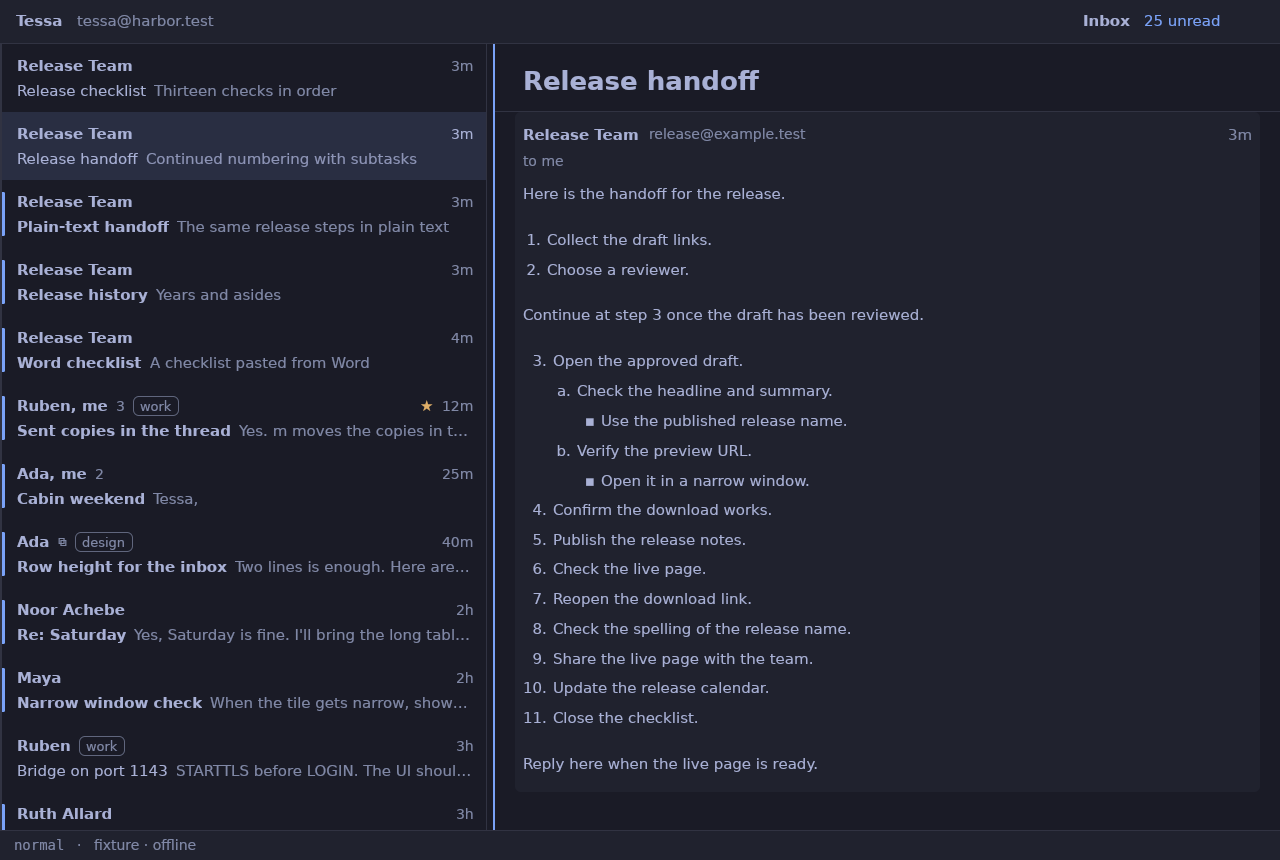 Tessa tessa@harbor.test Inbox 25 unread
Release Team 3m
Release checklist Thirteen checks in order
Release Team 3m
Release handoff Continued numbering with subtasks
Release Team 3m
Plain-text handoff The same release steps in plain text
Release Team 3m
Release history Years and asides
Release Team 4m
Word checklist A checklist pasted from Word
Ruben, me 3 work ★ 12m
Sent copies in the thread Yes. m moves the copies in t…
Ada, me 2 25m
Cabin weekend Tessa,
Ada ⧉ design 40m
Row height for the inbox Two lines is enough. Here are…
Noor Achebe 2h
Re: Saturday Yes, Saturday is fine. I'll bring the long tabl…
Maya 2h
Narrow window check When the tile gets narrow, show…
Ruben work 3h
Bridge on port 1143 STARTTLS before LOGIN. The UI shoul…
Ruth Allard 3h
Release handoff
Release Team release@example.test 3m
to me
Here is the handoff for the release.
1. Collect the draft links.
2. Choose a reviewer.
Continue at step 3 once the draft has been reviewed.
3. Open the approved draft.
a. Check the headline and summary.
▪ Use the published release name.
b. Verify the preview URL.
▪ Open it in a narrow window.
4. Confirm the download works.
5. Publish the release notes.
6. Check the live page.
7. Reopen the download link.
8. Check the spelling of the release name.
9. Share the live page with the team.
10. Update the release calendar.
11. Close the checklist.
Reply here when the live page is ready.
normal · fixture · offline